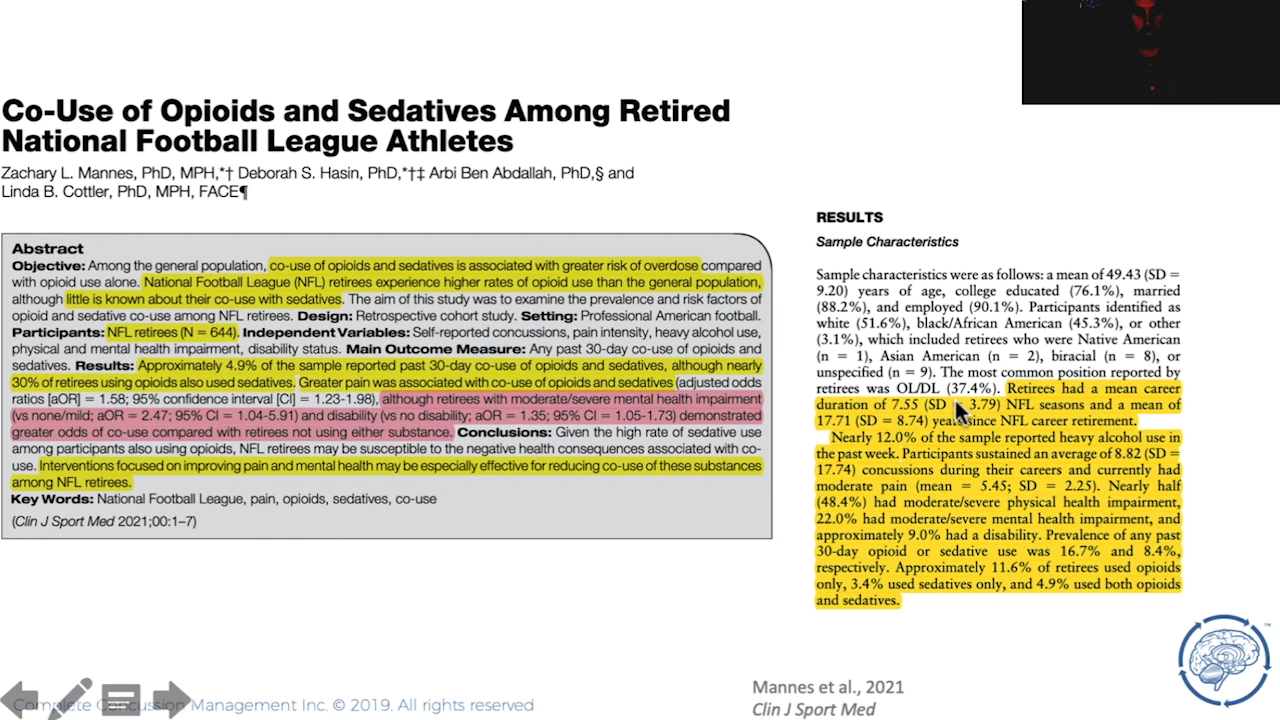 Co-Use of Opioids and Sedatives Among Retired
National Football League Athletes
Zachary L. Mannes, PhD, MPH,*† Deborah S. Hasin, PhD,*†‡ Arbi Ben Abdallah, PhD,§ and
Linda B. Cottler, PhD, MPH, FACE¶
Abstract
Objective: Among the general population, co-use of opioids and sedatives is associated with greater risk of overdose compared
with opioid use alone. National Football League (NFL) retirees experience higher rates of opioid use than the general population,
although little is known about their co-use with sedatives. The aim of this study was to examine the prevalence and risk factors of
opioid and sedative co-use among NFL retirees. Design: Retrospective cohort study. Setting: Professional American football.
Participants: NFL retirees (N = 644). Independent Variables: Self-reported concussions, pain intensity, heavy alcohol use,
physical and mental health impairment, disability status. Main Outcome Measure: Any past 30-day co-use of opioids and
sedatives. Results: Approximately 4.9% of the sample reported past 30-day co-use of opioids and sedatives, although nearly
30% of retirees using opioids also used sedatives. Greater pain was associated with co-use of opioids and sedatives (adjusted odds
ratios [aOR] = 1.58; 95% confidence interval [CI] = 1.23-1.98), although retirees with moderate/severe mental health impairment
(vs none/mild; aOR = 2.47; 95% CI = 1.04-5.91) and disability (vs no disability; aOR = 1.35; 95% CI = 1.05-1.73) demonstrated
greater odds of co-use compared with retirees not using either substance. Conclusions: Given the high rate of sedative use
among participants also using opioids, NFL retirees may be susceptible to the negative health consequences associated with co-
use. Interventions focused on improving pain and mental health may be especially effective for reducing co-use of these substances
among NFL retirees.
Key Words: National Football League, pain, opioids, sedatives, co-use
(Clin J Sport Med 2021;00:1–7)
RESULTS
Sample Characteristics
Sample characteristics were as follows: a mean of 49.43 (SD =
9.20) years of age, college educated (76.1%), married
(88.2%), and employed (90.1%). Participants identified as
white (51.6%), black/African American (45.3%), or other
(3.1%), which included retirees who were Native American
(n = 1), Asian American (n = 2), biracial (n = 8), or
unspecified (n = 9). The most common position reported by
retirees was OL/DL (37.4%). Retirees had a mean career
duration of 7.55 (SD 3.79) NFL seasons and a mean of
17.71 (SD = 8.74) years since NFL career retirement.
Nearly 12.0% of the sample reported heavy alcohol use in
the past week. Participants sustained an average of 8.82 (SD =
17.74) concussions during their careers and currently had
moderate pain (mean = 5.45; SD = 2.25). Nearly half
(48.4%) had moderate/severe physical health impairment,
22.0% had moderate/severe mental health impairment, and
approximately 9.0% had a disability. Prevalence of any past
30-day opioid or sedative use was 16.7% and 8.4%,
respectively. Approximately 11.6% of retirees used opioids
only, 3.4% used sedatives only, and 4.9% used both opioids
and sedatives.
Complete Concussion Management Inc. © 2019. All rights reserved
Mannes et al., 2021
Clin J Sport Med
TM